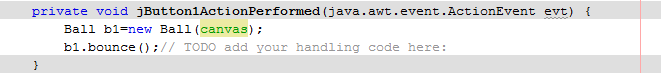 private void jButton1ActionPerformed(java.awt.event.ActionEvent evt) {
Ball b1=new Ball(canvas);
b1.bounce();// TODO add your handling code here:
}